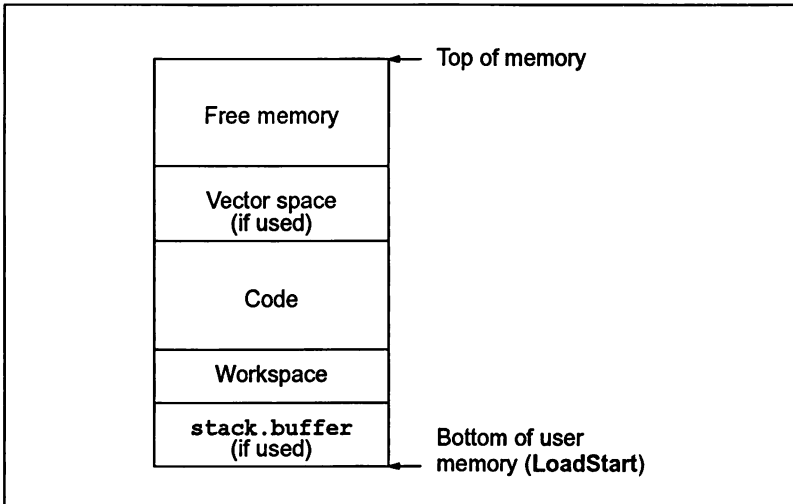 Top of memory
Free memory
Vector space
(if used)
Code
Workspace
stack.buffer
(if used)
Bottom of user
memory (LoadStart)